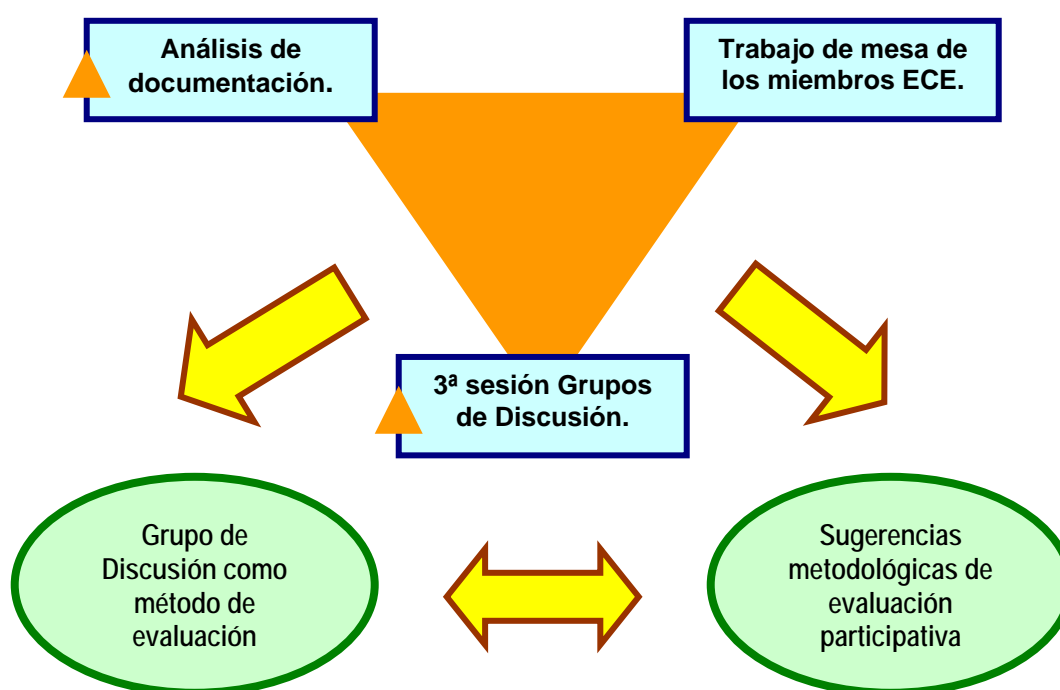 Análisis de
documentación.
Trabajo de mesa de
los miembros ECE.
3ª sesión Grupos
de Discusión.
Grupo de
Discusión como
método de
evaluación
Sugerencias
metodológicas de
evaluación
participativa